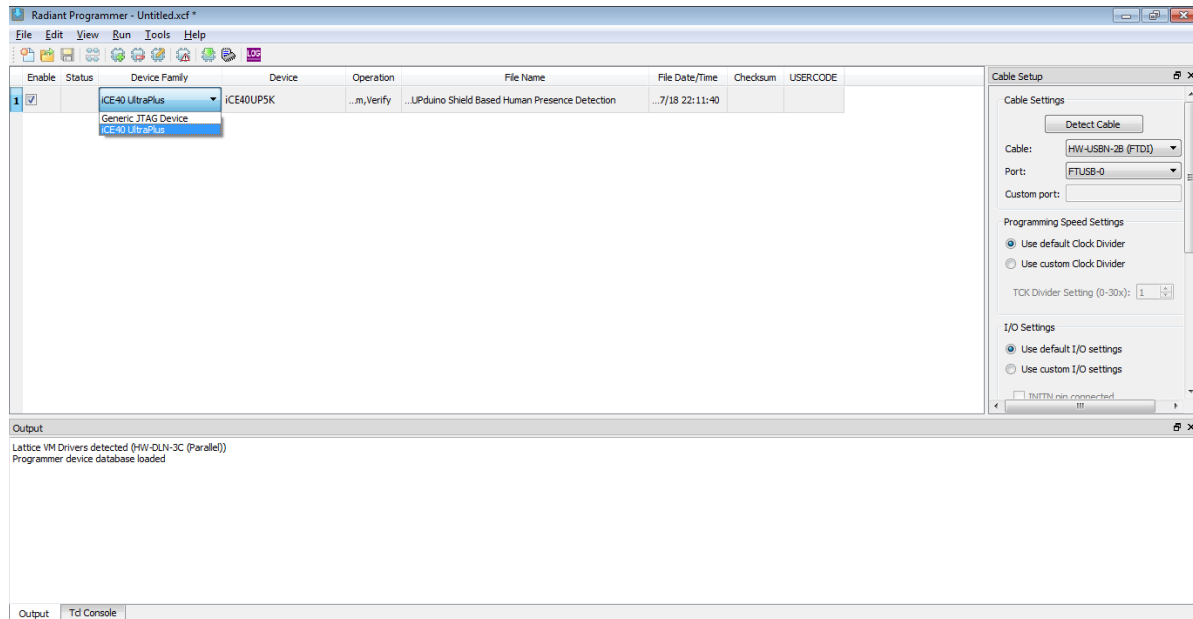 Radiant Programmer - Untitled.xcf *
File Edit View Run Tools Help
LOG
Enable Status Device Family Device Operation File Name File Date/Time Checksum USERCODE
1 iCE40 UltraPlus iCE40UP5K ...m,Verify ...UPduino Shield Based Human Presence Detection ...7/18 22:11:40
Generic JTAG Device
iCE40 UltraPlus
Cable Setup
Cable Settings
Detect Cable
Cable: HW-USBN-2B (FTDI)
Port: FTUSB-0
Custom port:
Programming Speed Settings
Use default Clock Divider
Use custom Clock Divider
TCK Divider Setting (0-30x): 1
I/O Settings
Use default I/O settings
Use custom I/O settings
INITN pin connected
Output
Lattice VM Drivers detected (HW-DLN-3C (Parallel))
Programmer device database loaded
Output Tcl Console